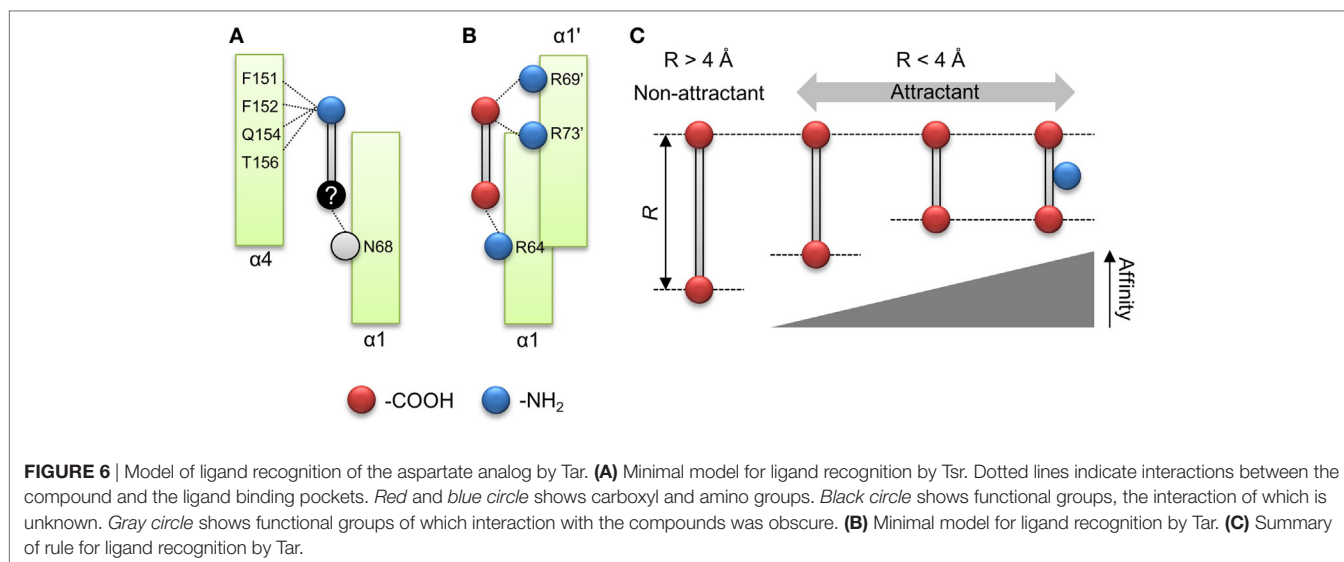 A
F151
F152
Q154
T156
α4
?
N68
α1
B
α1'
R69'
R73'
R64
α1
C
R > 4 Å
Non-attractant
R < 4 Å
Attractant
R
Affinity
-COOH
-NH₂
FIGURE 6 | Model of ligand recognition of the aspartate analog by Tar. (A) Minimal model for ligand recognition by Tsr. Dotted lines indicate interactions between the
compound and the ligand binding pockets. Red and blue circle shows carboxyl and amino groups. Black circle shows functional groups, the interaction of which is
unknown. Gray circle shows functional groups of which interaction with the compounds was obscure. (B) Minimal model for ligand recognition by Tar. (C) Summary
of rule for ligand recognition by Tar.